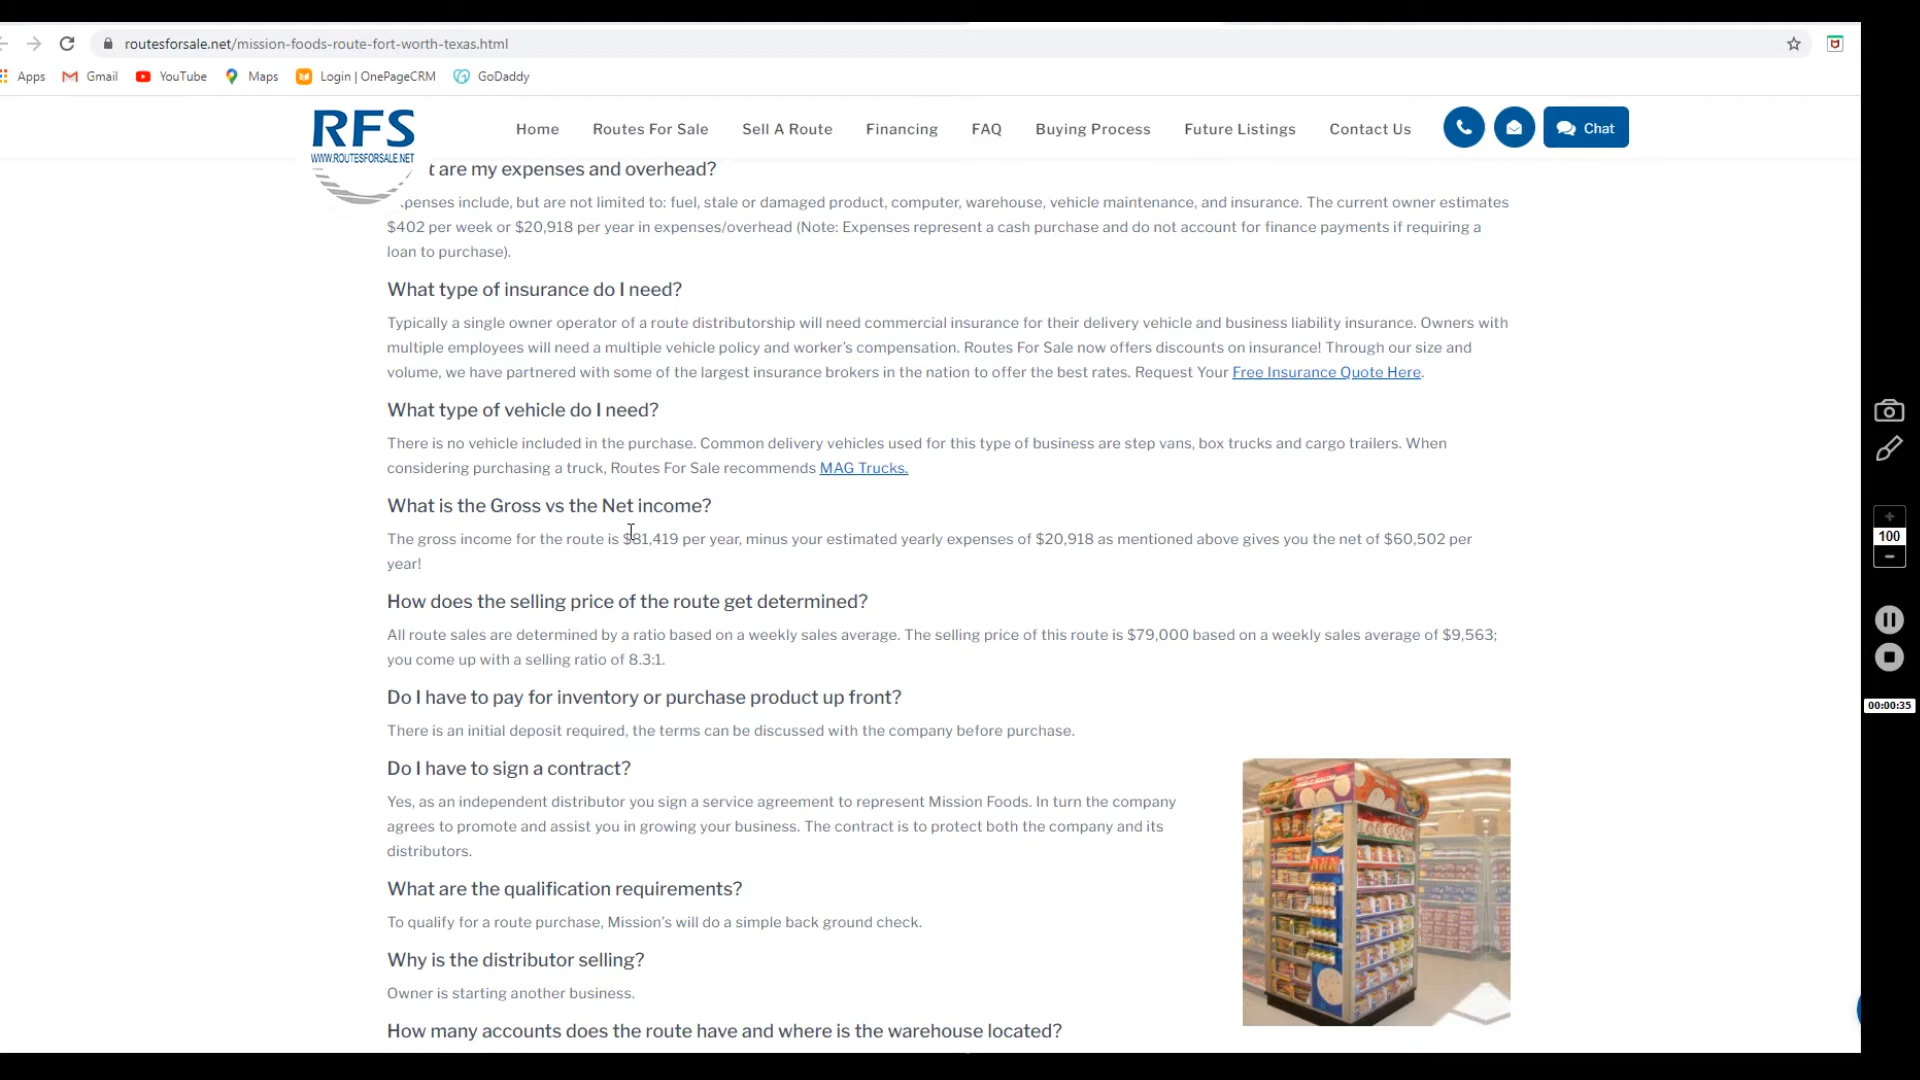 routesforsale.net/mission-foods-route-fort-worth-texas.html
Apps Gmail YouTube Maps Login | OnePageCRM GoDaddy
RFS
WWW.ROUTESFORSALE.NET
Home Routes For Sale Sell A Route Financing FAQ Buying Process Future Listings Contact Us Chat
t are my expenses and overhead?
penses include, but are not limited to: fuel, stale or damaged product, computer, warehouse, vehicle maintenance, and insurance. The current owner estimates
$402 per week or $20,918 per year in expenses/overhead (Note: Expenses represent a cash purchase and do not account for finance payments if requiring a
loan to purchase).
What type of insurance do I need?
Typically a single owner operator of a route distributorship will need commercial insurance for their delivery vehicle and business liability insurance. Owners with
multiple employees will need a multiple vehicle policy and worker's compensation. Routes For Sale now offers discounts on insurance! Through our size and
volume, we have partnered with some of the largest insurance brokers in the nation to offer the best rates. Request Your Free Insurance Quote Here.
What type of vehicle do I need?
There is no vehicle included in the purchase. Common delivery vehicles used for this type of business are step vans, box trucks and cargo trailers. When
considering purchasing a truck, Routes For Sale recommends MAG Trucks.
What is the Gross vs the Net income?
The gross income for the route is $81,419 per year, minus your estimated yearly expenses of $20,918 as mentioned above gives you the net of $60,502 per
year!
How does the selling price of the route get determined?
All route sales are determined by a ratio based on a weekly sales average. The selling price of this route is $79,000 based on a weekly sales average of $9,563;
you come up with a selling ratio of 8.3:1.
Do I have to pay for inventory or purchase product up front?
There is an initial deposit required, the terms can be discussed with the company before purchase.
Do I have to sign a contract?
Yes, as an independent distributor you sign a service agreement to represent Mission Foods. In turn the company
agrees to promote and assist you in growing your business. The contract is to protect both the company and its
distributors.
What are the qualification requirements?
To qualify for a route purchase, Mission's will do a simple back ground check.
Why is the distributor selling?
Owner is starting another business.
How many accounts does the route have and where is the warehouse located?
100
00:00:35